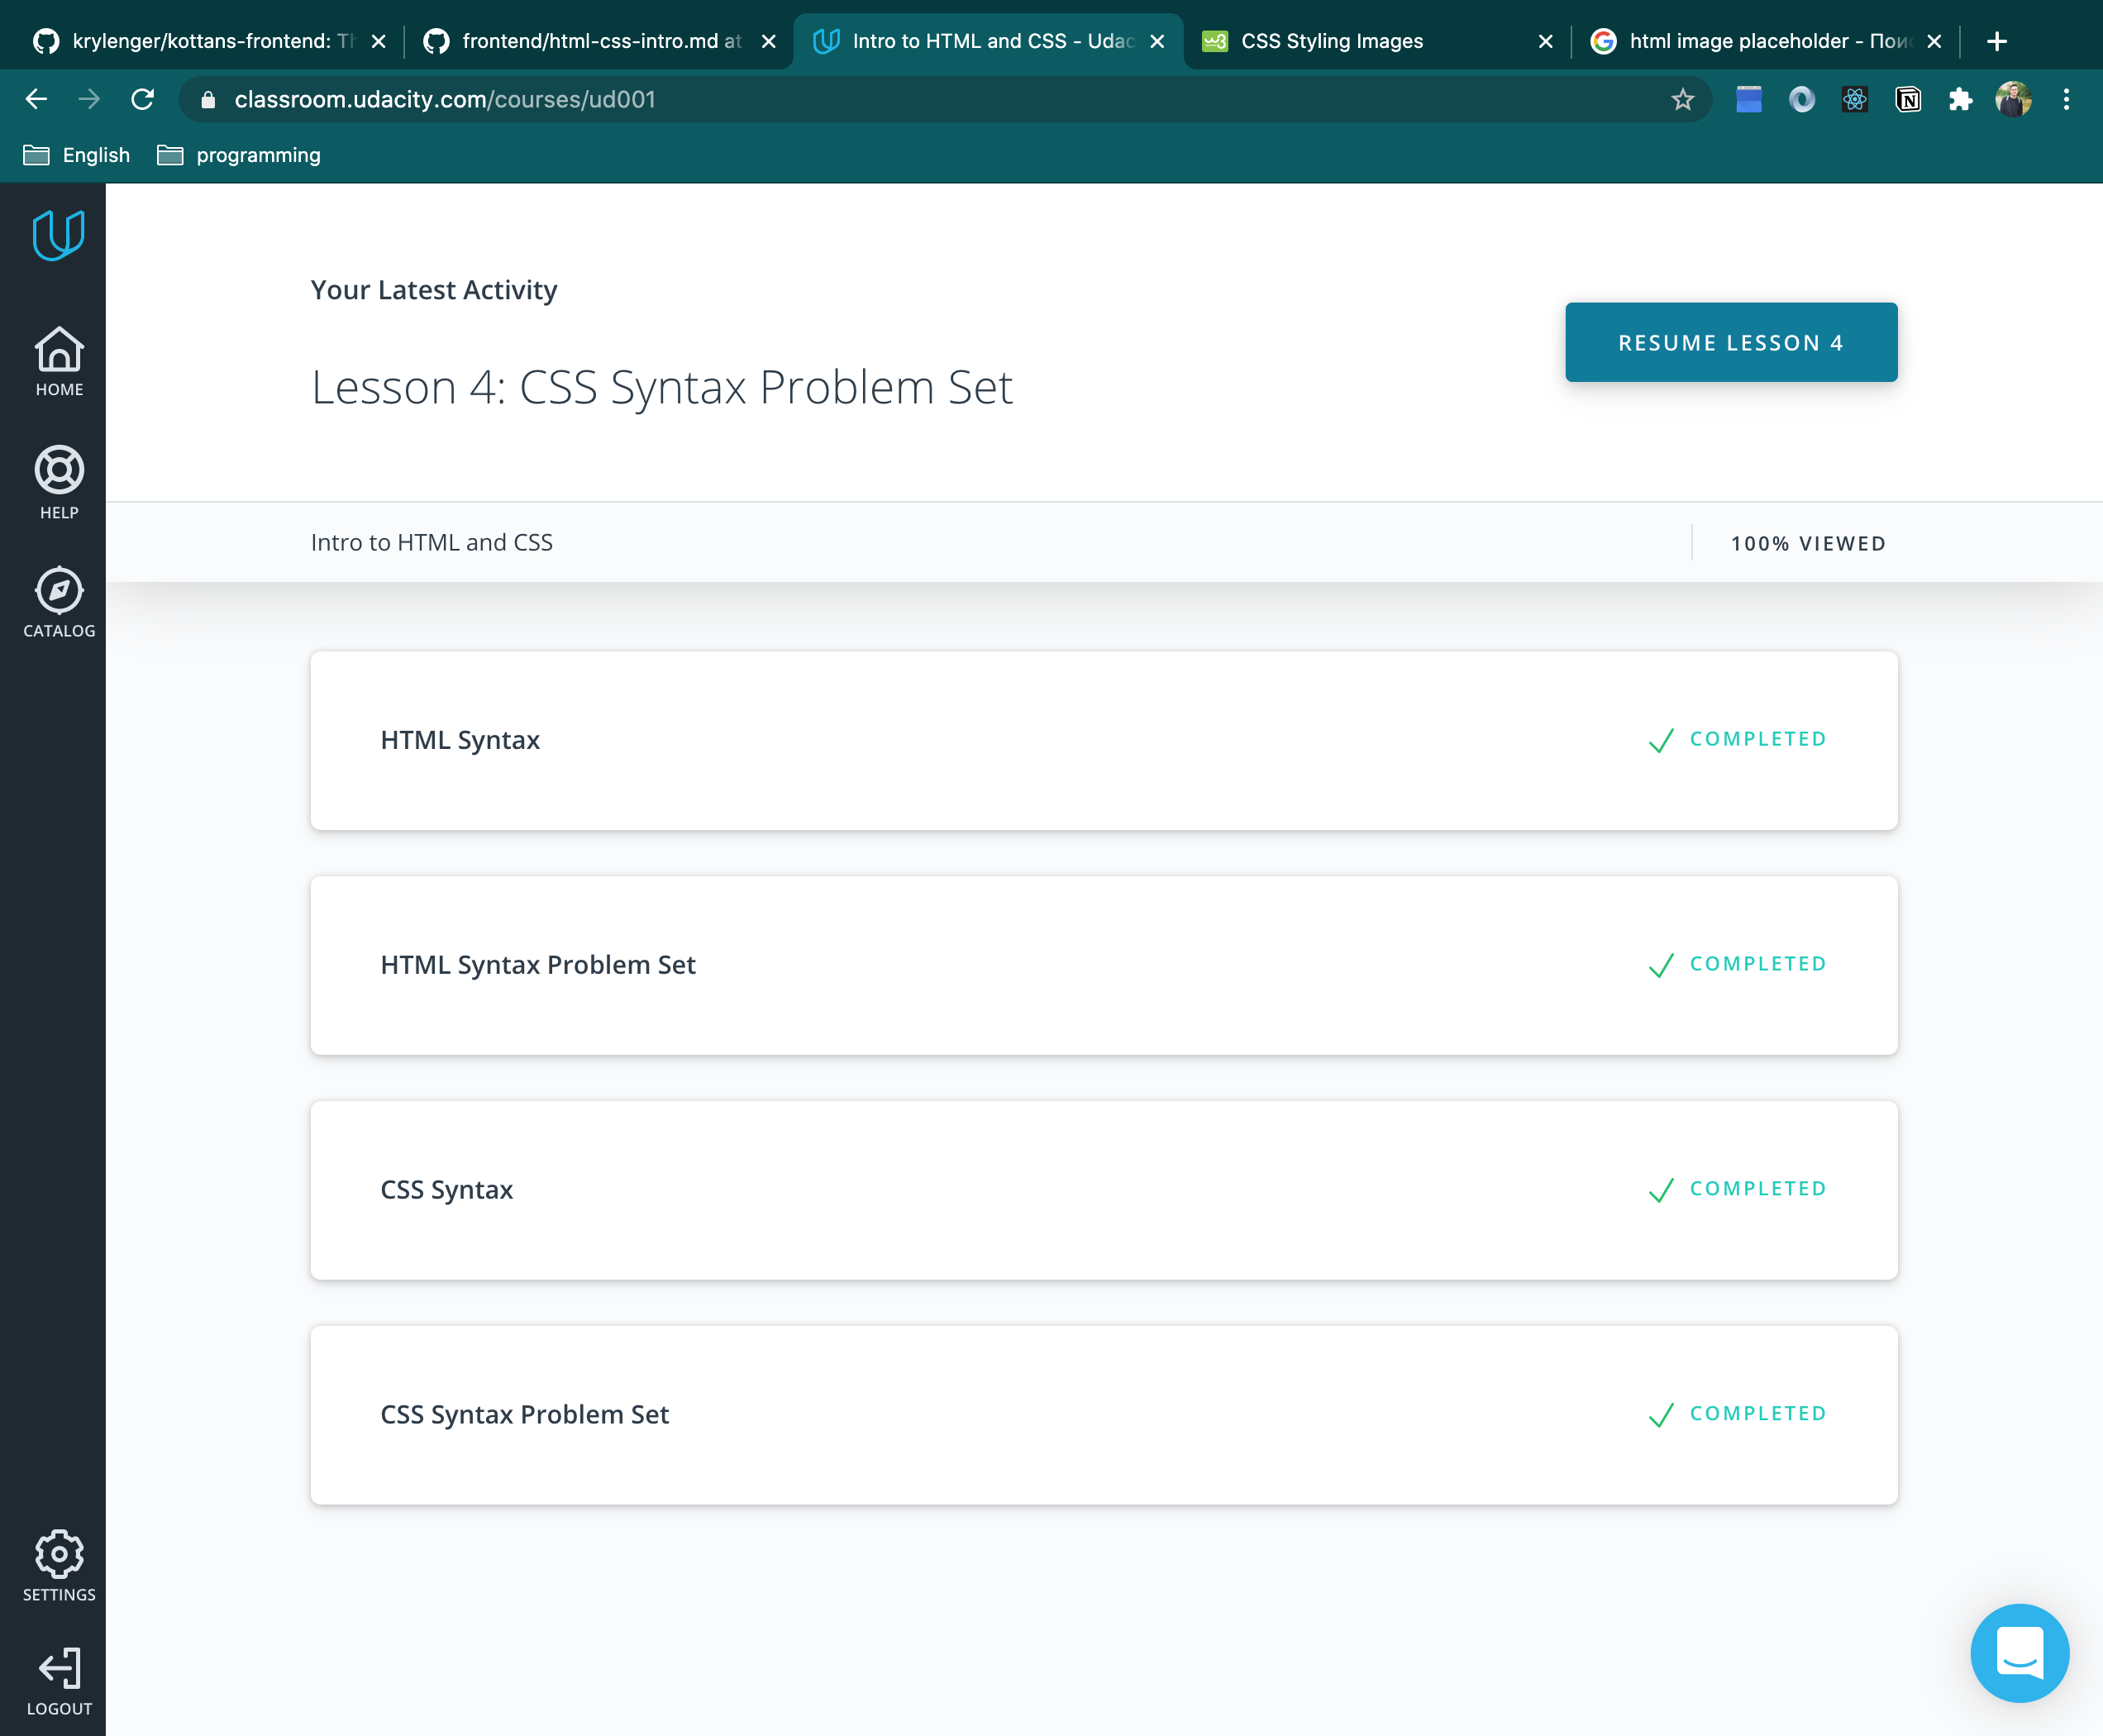 krylenger/kottans-frontend: Th
frontend/html-css-intro.md at
Intro to HTML and CSS - Udac
CSS Styling Images
html image placeholder - Поис
classroom.udacity.com/courses/ud001
English
programming
HOME
HELP
CATALOG
SETTINGS
LOGOUT
Your Latest Activity
Lesson 4: CSS Syntax Problem Set
RESUME LESSON 4
Intro to HTML and CSS
100% VIEWED
HTML Syntax
COMPLETED
HTML Syntax Problem Set
COMPLETED
CSS Syntax
COMPLETED
CSS Syntax Problem Set
COMPLETED